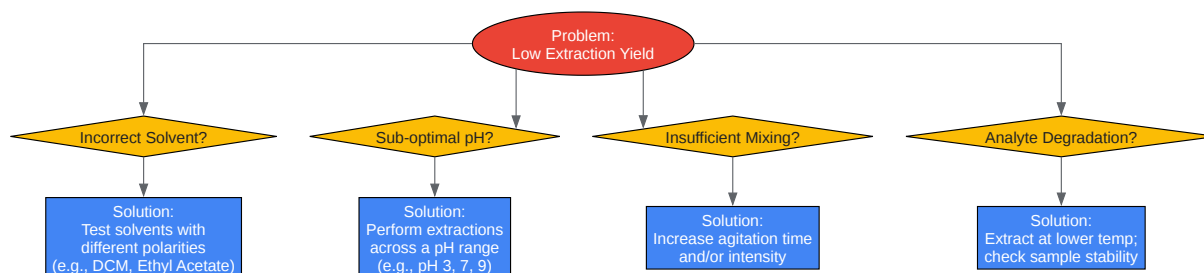 Problem:
Low Extraction Yield
Incorrect Solvent?
Sub-optimal pH?
Insufficient Mixing?
Analyte Degradation?
Solution:
Test solvents with
different polarities
(e.g., DCM, Ethyl Acetate)
Solution:
Perform extractions
across a pH range
(e.g., pH 3, 7, 9)
Solution:
Increase agitation time
and/or intensity
Solution:
Extract at lower temp;
check sample stability